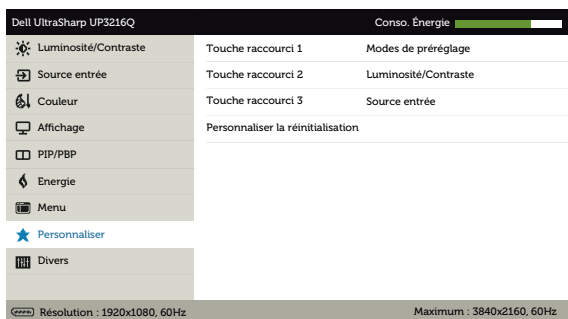 Dell UltraSharp UP3216Q Conso. Énergie
Luminosité/Contraste Touche raccourci 1 Modes de préréglage
Source entrée Touche raccourci 2 Luminosité/Contraste
Couleur Touche raccourci 3 Source entrée
Affichage Personnaliser la réinitialisation
PIP/PBP
Energie
Menu
Personnaliser
Divers
Résolution : 1920x1080, 60Hz Maximum : 3840x2160, 60Hz